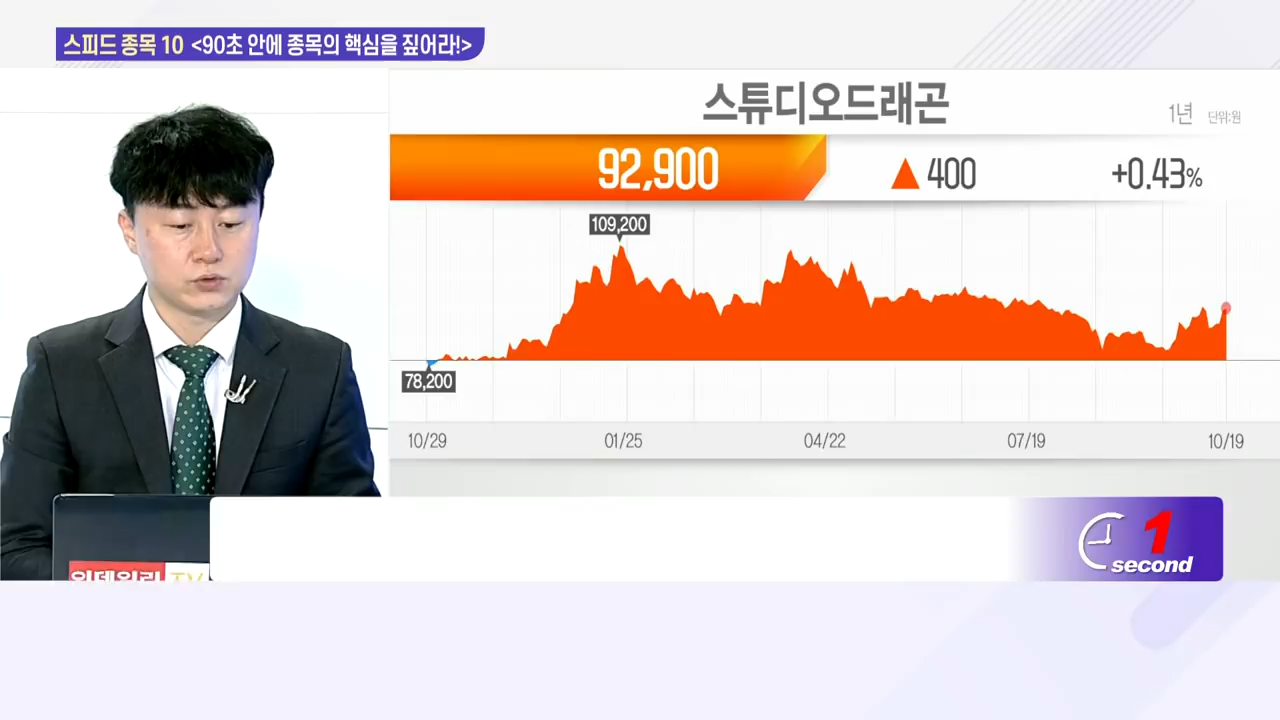 스피드 종목 10 <90초 안에 종목의 핵심을 짚어라!>
스튜디오드래곤
1년 단위:원
92,900 ▲ 400 +0.43%
109,200
78,200
10/29 01/25 04/22 07/19 10/19
1
second
TV